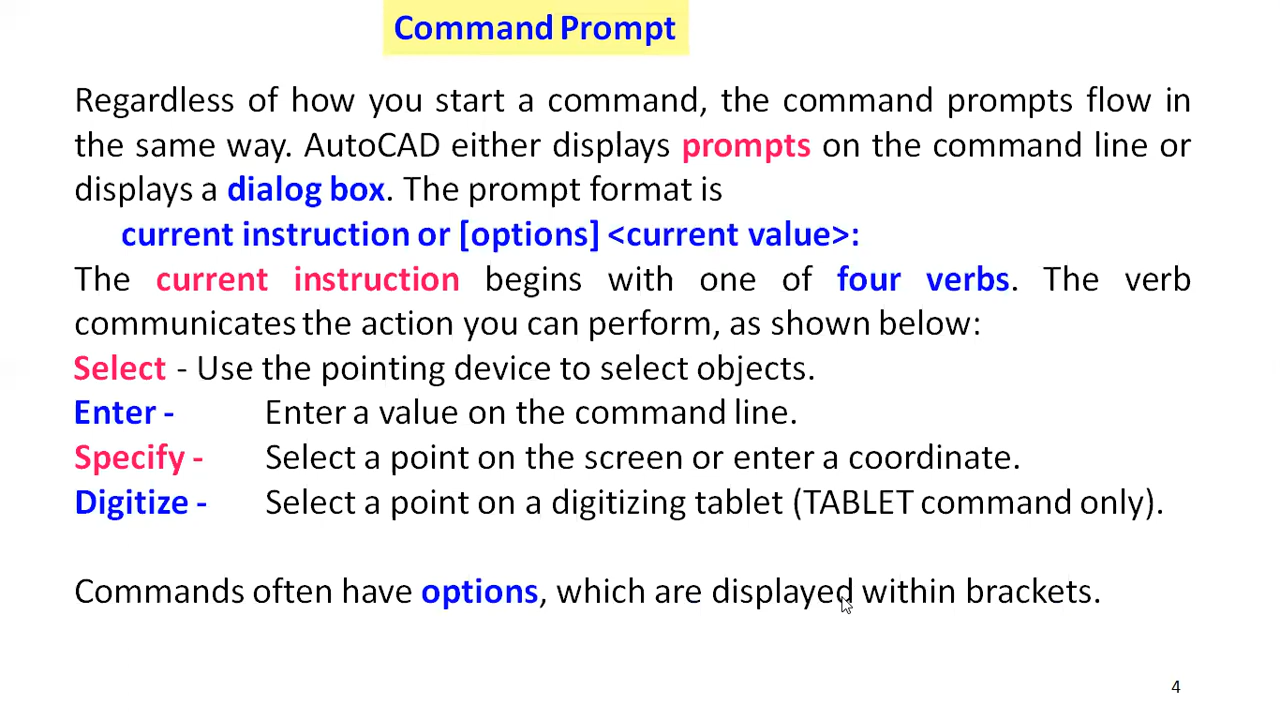 Command Prompt
Regardless of how you start a command, the command prompts flow in
the same way. AutoCAD either displays prompts on the command line or
displays a dialog box. The prompt format is
current instruction or [options] <current value>:
The current instruction begins with one of four verbs. The verb
communicates the action you can perform, as shown below:
Select - Use the pointing device to select objects.
Enter - Enter a value on the command line.
Specify - Select a point on the screen or enter a coordinate.
Digitize - Select a point on a digitizing tablet (TABLET command only).
Commands often have options, which are displayed within brackets.
4